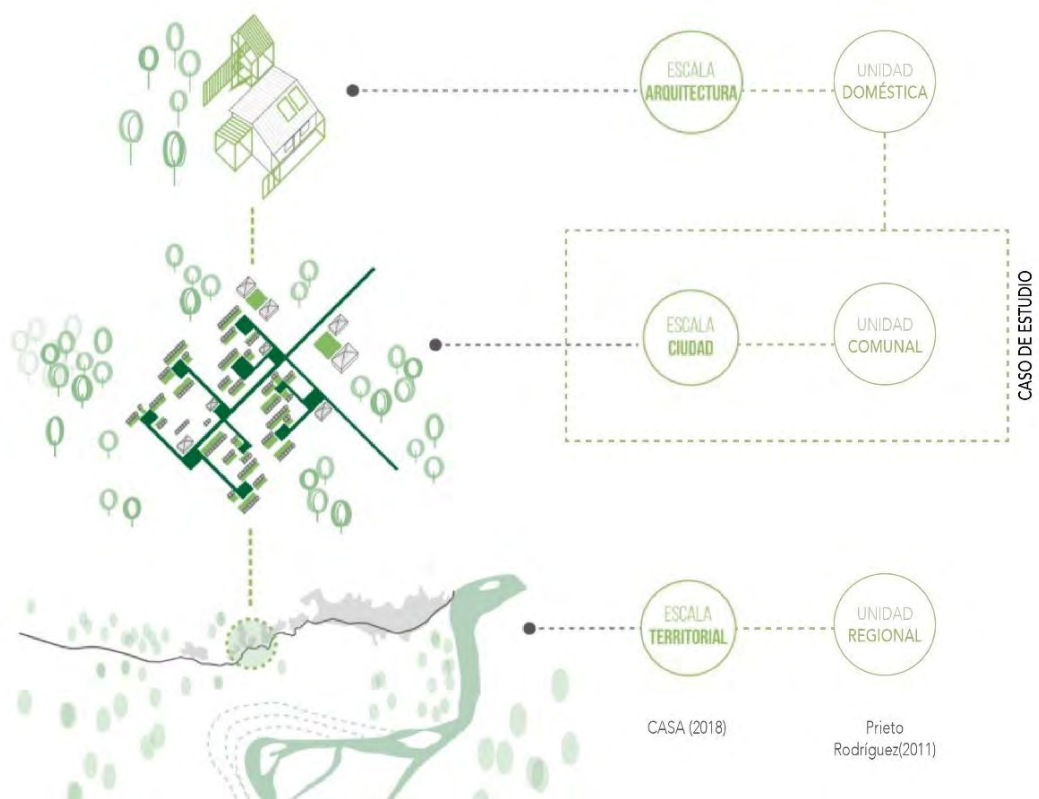 ESCALA
ARQUITECTURA
UNIDAD
DOMÉSTICA
ESCALA
CIUDAD
UNIDAD
COMUNAL
CASO DE ESTUDIO
ESCALA
TERRITORIAL
UNIDAD
REGIONAL
CASA (2018)
Prieto
Rodríguez(2011)